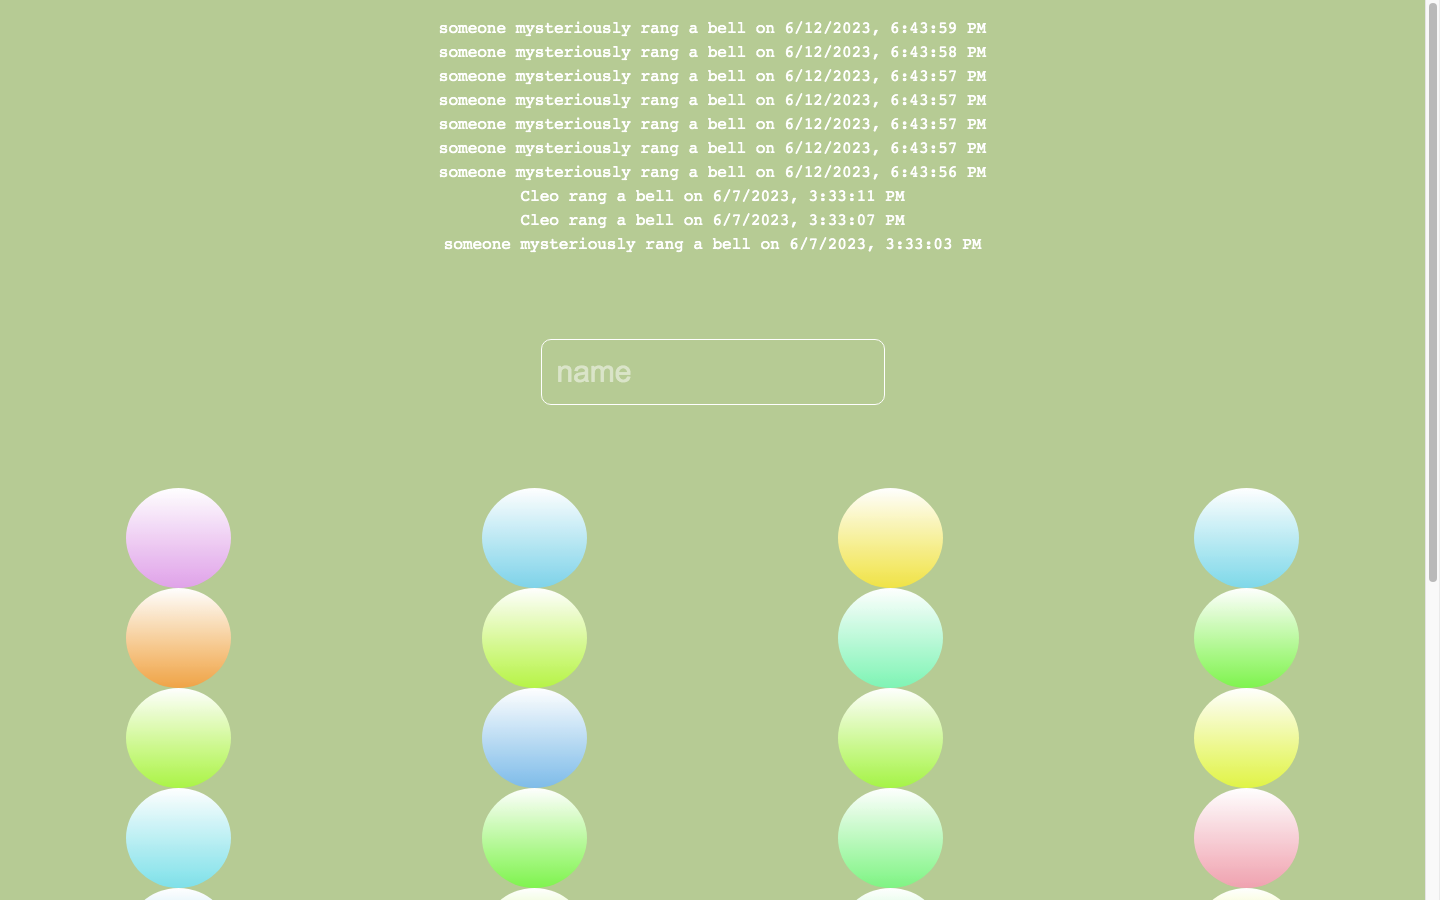 someone mysteriously rang a bell on 6/12/2023, 6:43:59 PM
someone mysteriously rang a bell on 6/12/2023, 6:43:58 PM
someone mysteriously rang a bell on 6/12/2023, 6:43:57 PM
someone mysteriously rang a bell on 6/12/2023, 6:43:57 PM
someone mysteriously rang a bell on 6/12/2023, 6:43:57 PM
someone mysteriously rang a bell on 6/12/2023, 6:43:57 PM
someone mysteriously rang a bell on 6/12/2023, 6:43:56 PM
Cleo rang a bell on 6/7/2023, 3:33:11 PM
Cleo rang a bell on 6/7/2023, 3:33:07 PM
someone mysteriously rang a bell on 6/7/2023, 3:33:03 PM
name